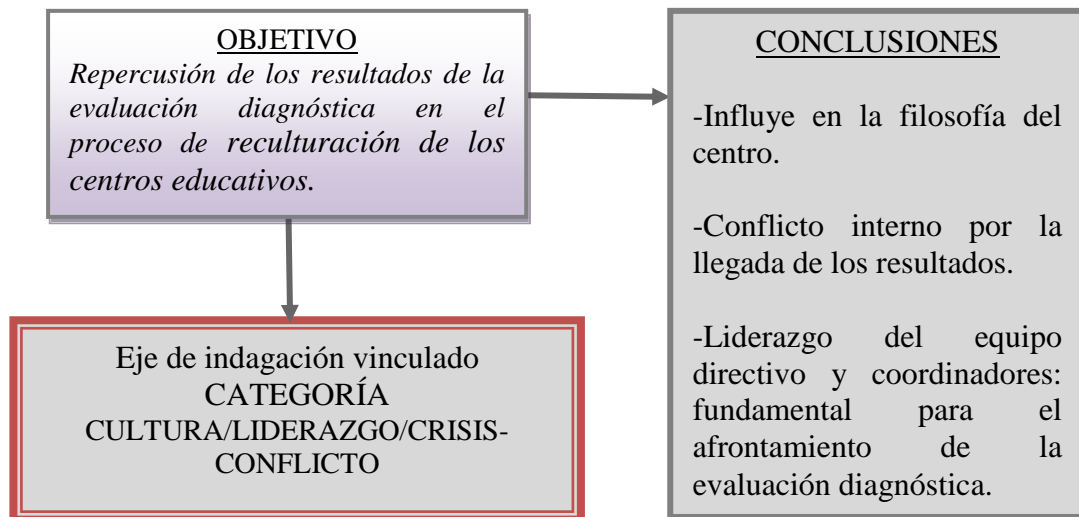 OBJETIVO
Repercusión de los resultados de la
evaluación diagnóstica en el
proceso de reculturación de los
centros educativos.
Eje de indagación vinculado
CATEGORÍA
CULTURA/LIDERAZGO/CRISIS-
CONFLICTO
CONCLUSIONES
-Influye en la filosofía del
centro.
-Conflicto interno por la
llegada de los resultados.
-Liderazgo del equipo
directivo y coordinadores:
fundamental para el
afrontamiento de la
evaluación diagnóstica.